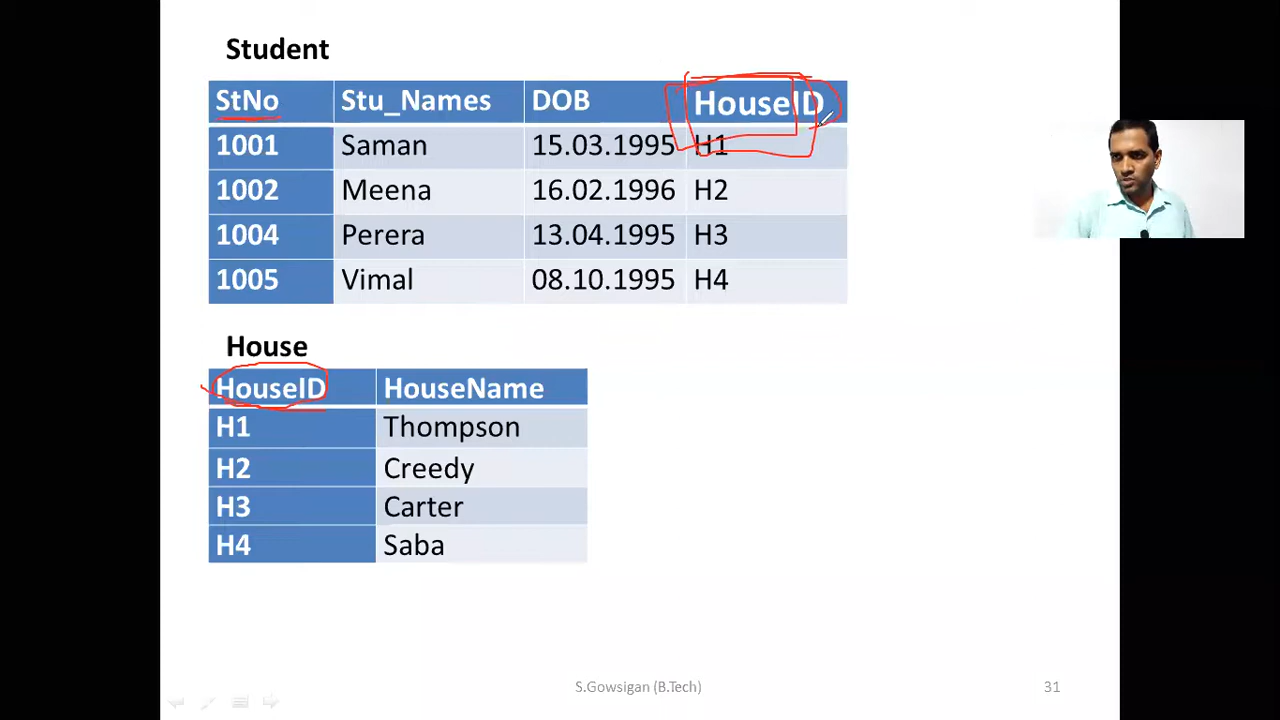 Student
StNo Stu_Names DOB HouseID
1001 Saman 15.03.1995 H1
1002 Meena 16.02.1996 H2
1004 Perera 13.04.1995 H3
1005 Vimal 08.10.1995 H4
House
HouseID HouseName
H1 Thompson
H2 Creedy
H3 Carter
H4 Saba
S.Gowsigan (B.Tech) 31